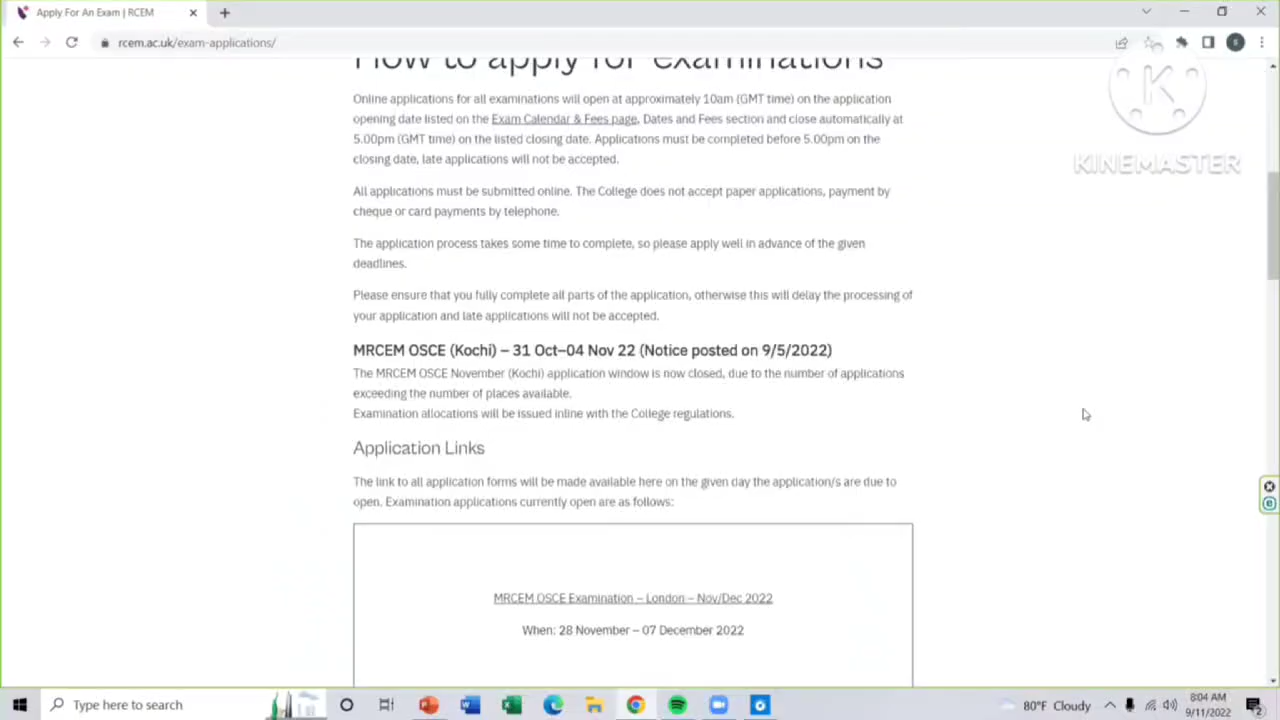 Apply For An Exam | RCEM
rcem.ac.uk/exam-applications/
How to apply for examinations
Online applications for all examinations will open at approximately 10am (GMT time) on the application
opening date listed on the Exam Calendar & Fees page, Dates and Fees section and close automatically at
5.00pm (GMT time) on the listed closing date. Applications must be completed before 5.00pm on the
closing date, late applications will not be accepted.
All applications must be submitted online. The College does not accept paper applications, payment by
cheque or card payments by telephone.
The application process takes some time to complete, so please apply well in advance of the given
deadlines.
Please ensure that you fully complete all parts of the application, otherwise this will delay the processing of
your application and late applications will not be accepted.
MRCEM OSCE (Kochi) – 31 Oct–04 Nov 22 (Notice posted on 9/5/2022)
The MRCEM OSCE November (Kochi) application window is now closed, due to the number of applications
exceeding the number of places available.
Examination allocations will be issued inline with the College regulations.
Application Links
The link to all application forms will be made available here on the given day the application/s are due to
open. Examination applications currently open are as follows:
MRCEM OSCE Examination – London – Nov/Dec 2022
When: 28 November – 07 December 2022
K
KINEMASTER
Type here to search
80°F Cloudy
8:04 AM
9/11/2022
2